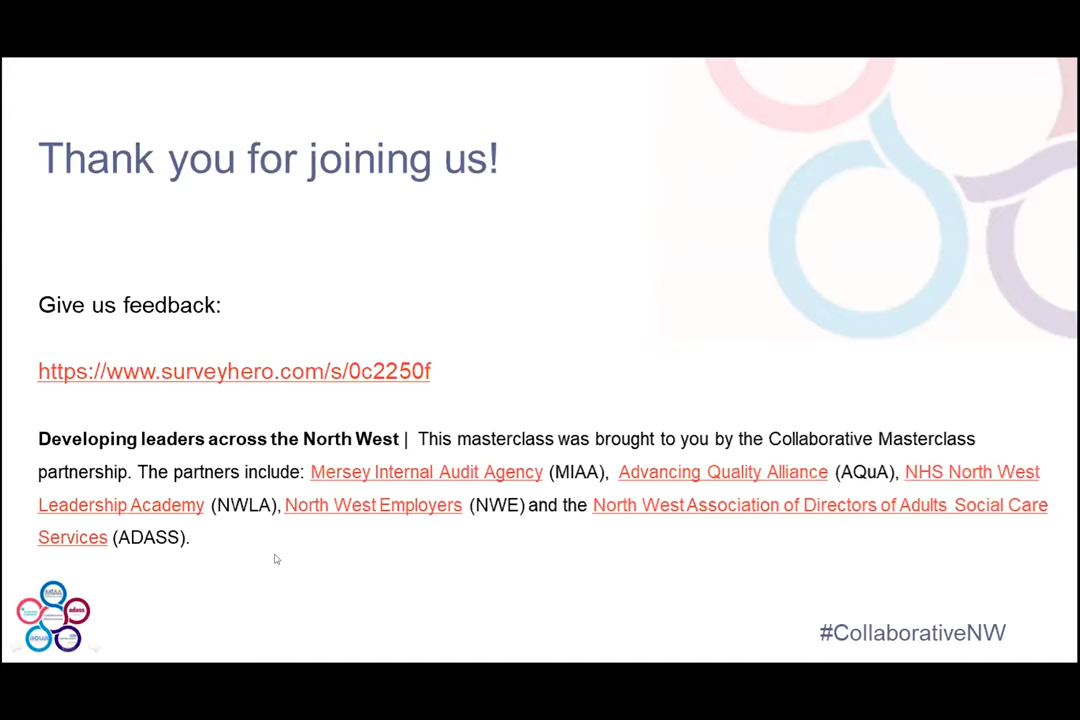 Thank you for joining us!
Give us feedback:
https://www.surveyhero.com/s/0c2250f
Developing leaders across the North West | This masterclass was brought to you by the Collaborative Masterclass
partnership. The partners include: Mersey Internal Audit Agency (MIAA), Advancing Quality Alliance (AQuA), NHS North West
Leadership Academy (NWLA), North West Employers (NWE) and the North West Association of Directors of Adults Social Care
Services (ADASS).
MIAA
adass
aqua
#CollaborativeNW